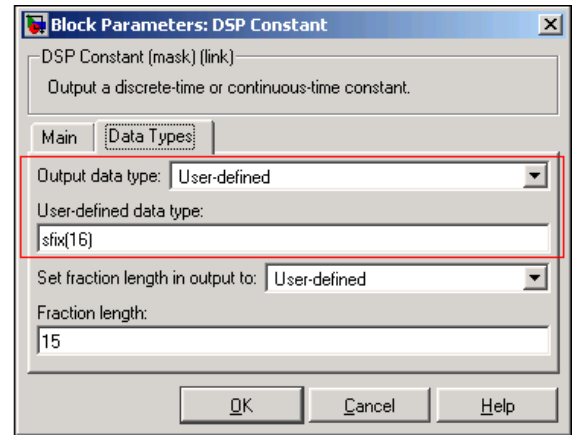 Block Parameters: DSP Constant
DSP Constant (mask) (link)
Output a discrete-time or continuous-time constant.
Main
Data Types
Output data type: User-defined
User-defined data type:
sfix(16)
Set fraction length in output to: User-defined
Fraction length:
15
OK Cancel Help